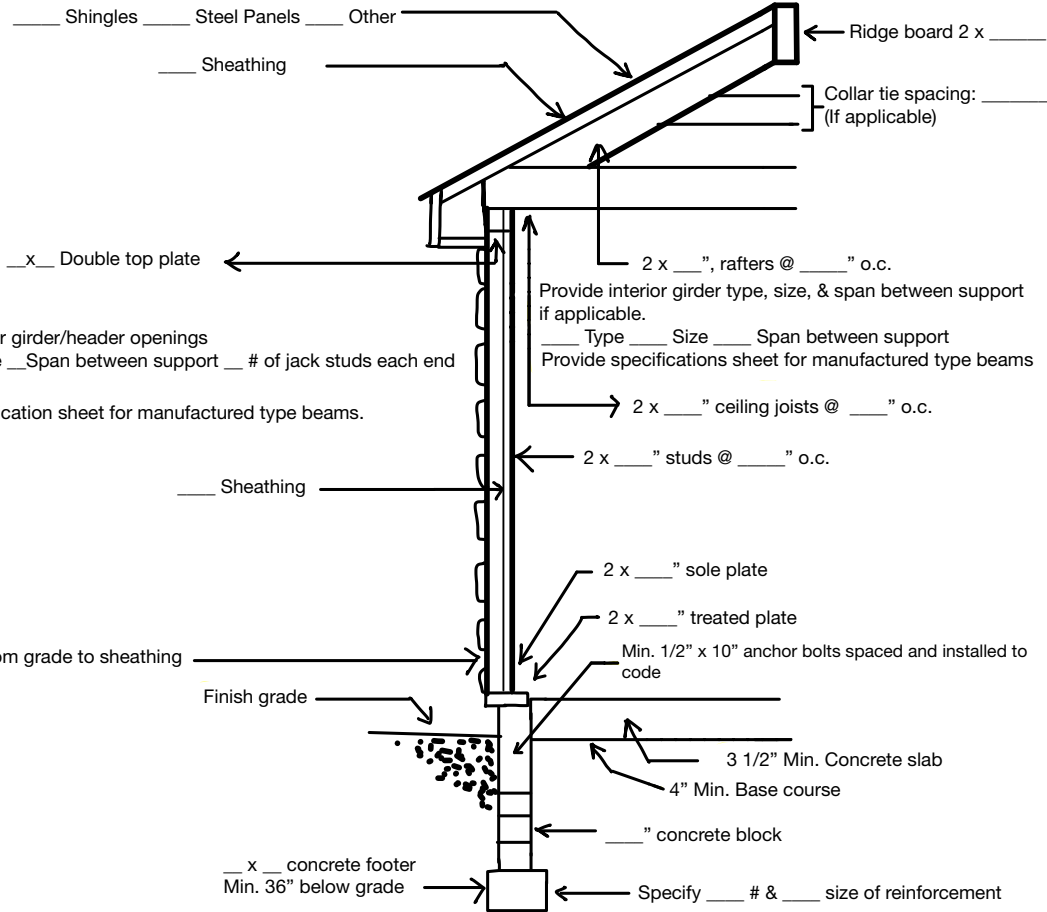 _____ Shingles _____ Steel Panels ____ Other
Ridge board 2 x ______
____ Sheathing
Collar tie spacing: _______
(If applicable)
__x__ Double top plate
2 x ___”, rafters @ _____” o.c.
Provide interior girder type, size, & span between support
if applicable.
____ Type ____ Size ____ Span between support
Provide specifications sheet for manufactured type beams
girder/header openings
__Span between support __ # of jack studs each end
sheet for manufactured type beams.
2 x ____” ceiling joists @ ____” o.c.
2 x ____” studs @ _____” o.c.
____ Sheathing
2 x ____” sole plate
2 x ____” treated plate
Min. 1/2” x 10” anchor bolts spaced and installed to
code
grade to sheathing
Finish grade
3 1/2” Min. Concrete slab
4” Min. Base course
____” concrete block
__ x __ concrete footer
Min. 36” below grade
Specify ____ # & ____ size of reinforcement